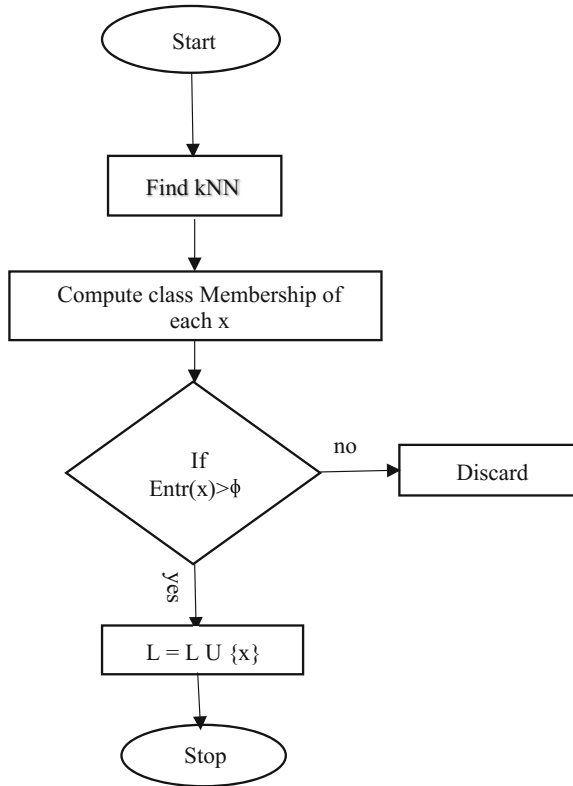 Start
Find kNN
Compute class Membership of
each x
If
Entr(x)>ϕ
no
Discard
yes
L = L U {x}
Stop